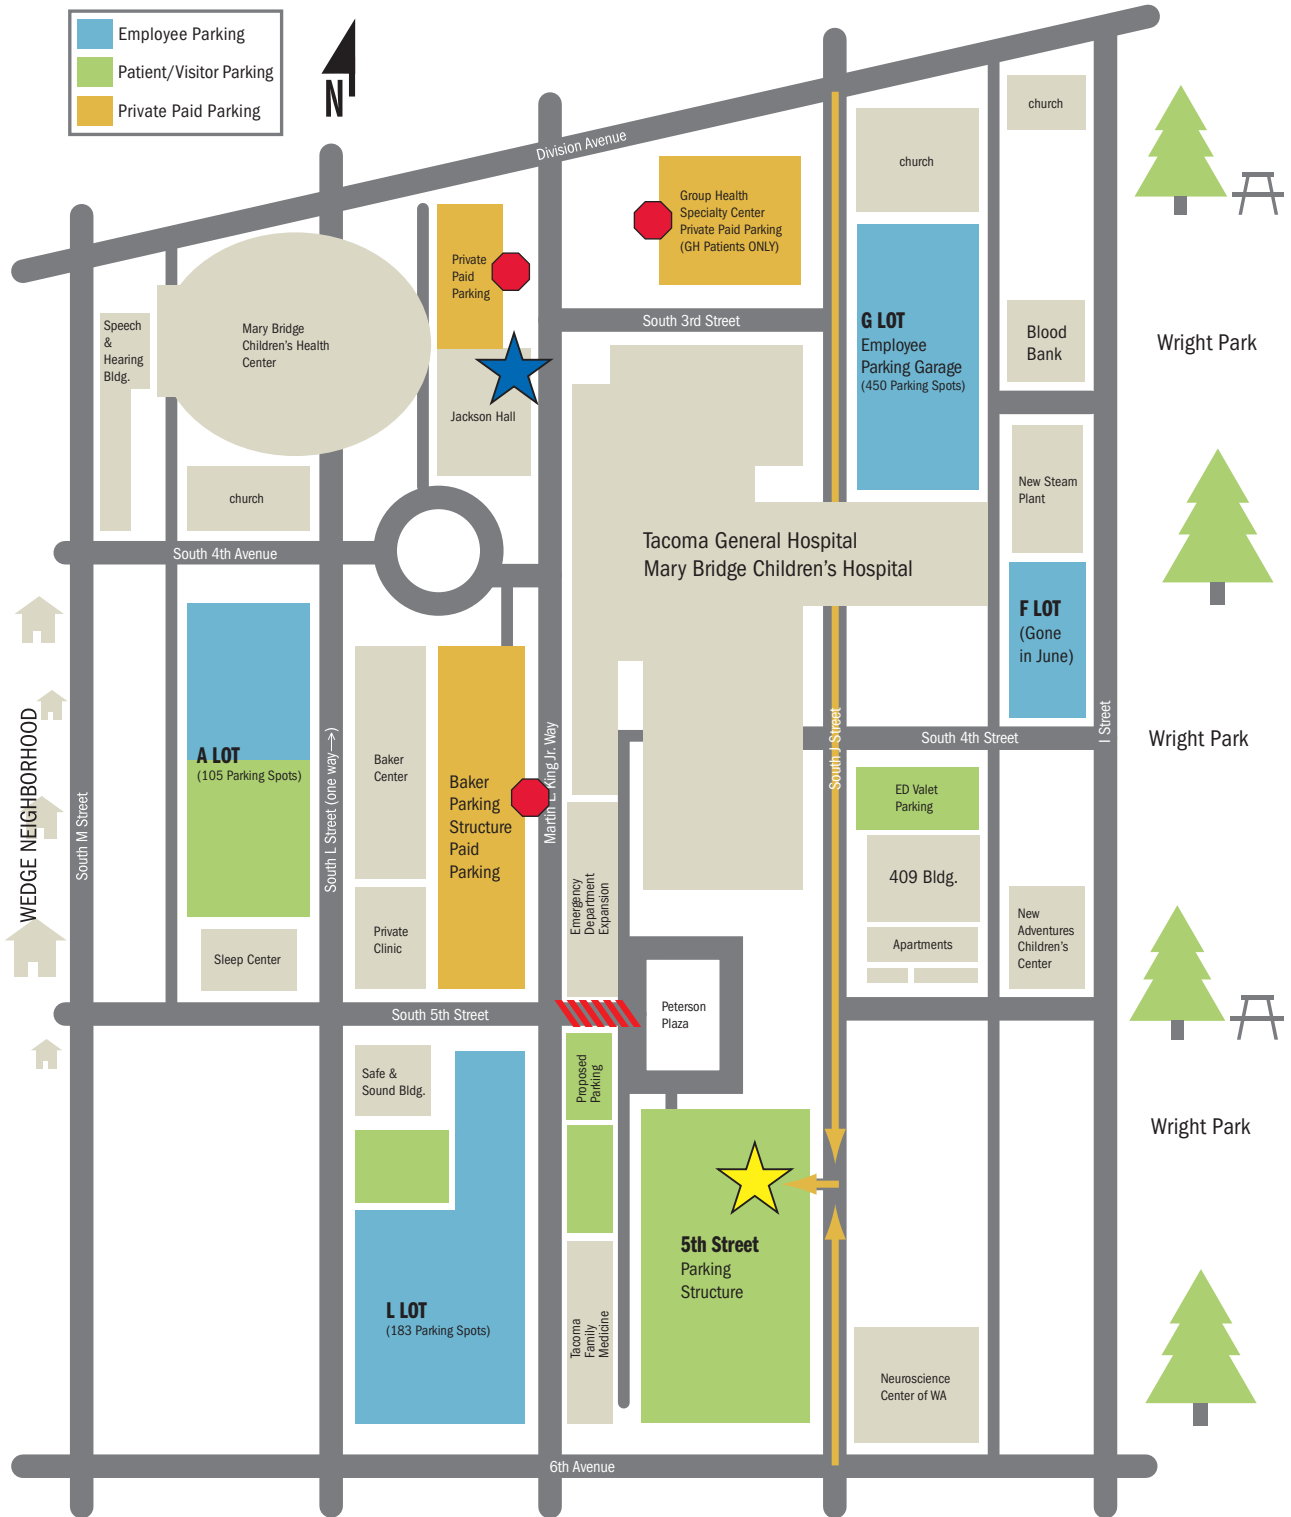 Employee Parking
Patient/Visitor Parking
Private Paid Parking
N
Division Avenue
church
church
Group Health
Specialty Center
Private Paid Parking
(GH Patients ONLY)
Private
Paid
Parking
Speech
&
Hearing
Bldg.
Mary Bridge
Children's Health
Center
South 3rd Street
G LOT
Employee
Parking Garage
(450 Parking Spots)
Blood
Bank
Wright Park
Jackson Hall
church
New Steam
Plant
South 4th Avenue
Tacoma General Hospital
Mary Bridge Children's Hospital
F LOT
(Gone
in June)
WEDGE NEIGHBORHOOD
South M Street
A LOT
(105 Parking Spots)
South L Street (one way—>)
Baker
Center
Baker
Parking
Structure
Paid
Parking
Martin L. King Jr. Way
South J Street
South 4th Street
I Street
Wright Park
ED Valet
Parking
409 Bldg.
Emergency
Department
Expansion
Private
Clinic
Apartments
New
Adventures
Children's
Center
Sleep Center
South 5th Street
Peterson
Plaza
Safe &
Sound Bldg.
Proposed
Parking
Wright Park
5th Street
Parking
Structure
L LOT
(183 Parking Spots)
Tacoma
Family
Medicine
Neuroscience
Center of WA
6th Avenue